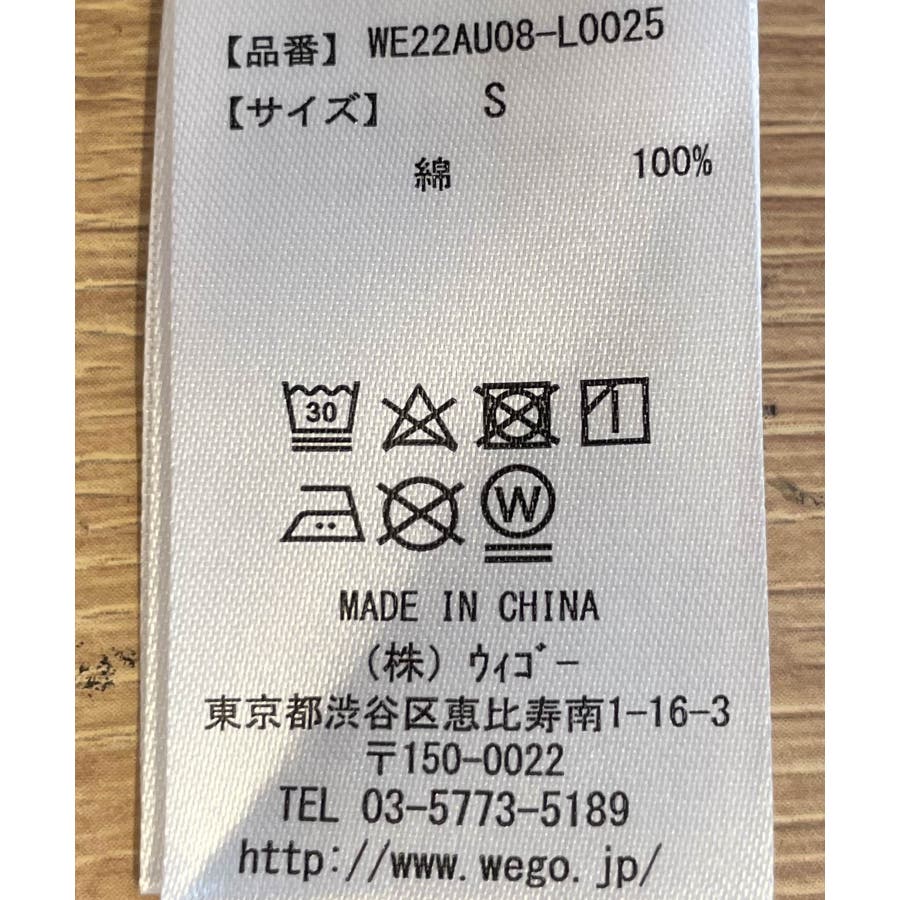 【品番】 WE22AU08-L0025
【サイズ】 S
綿 100%
30
W
MADE IN CHINA
(株) ｳｨｺﾞｰ
東京都渋谷区恵比寿南1-16-3
〒150-0022
TEL 03-5773-5189
http://www.wego.jp/